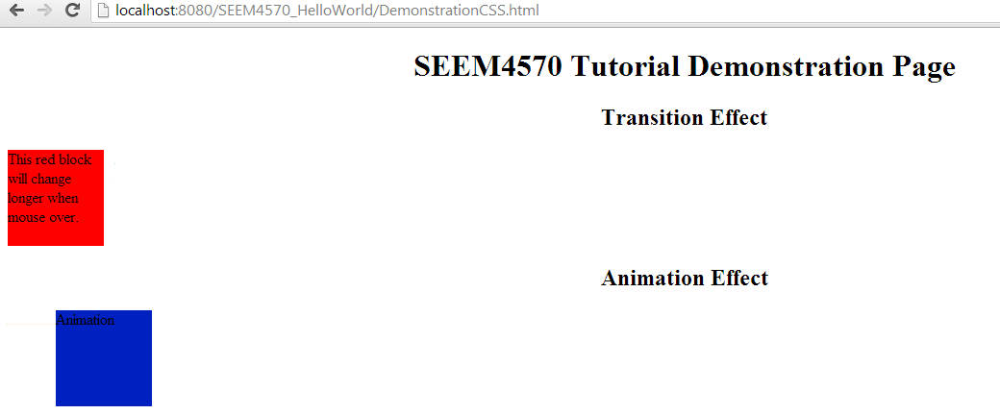 localhost:8080/SEEM4570_HelloWorld/DemonstrationCSS.html
SEEM4570 Tutorial Demonstration Page
Transition Effect
This red block
will change
longer when
mouse over.
Animation Effect
Animation